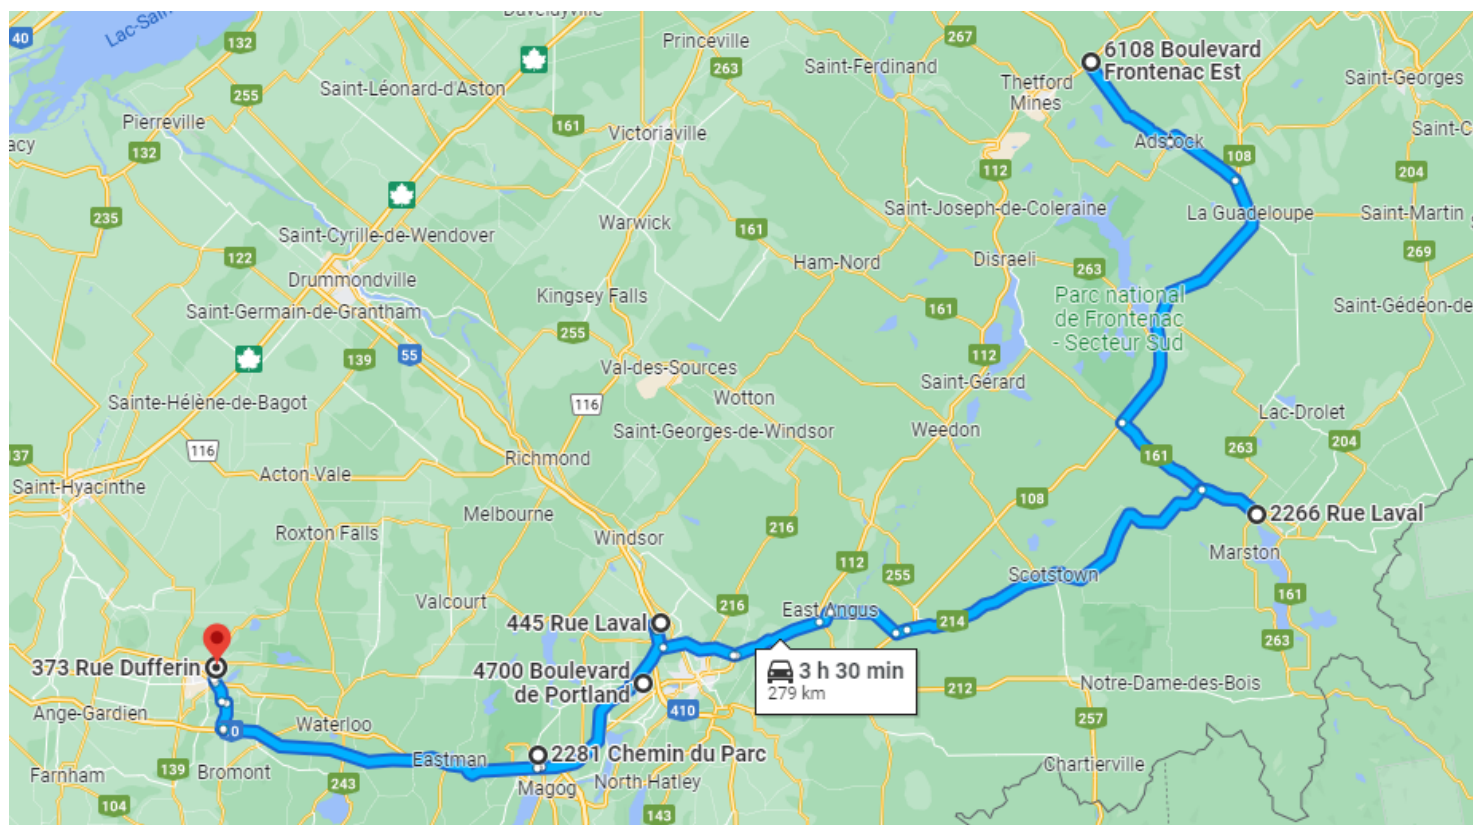 40
Lac-Sain
Daveluyville
132
Princeville
263
267
Saint-Ferdinand
6108 Boulevard
Frontenac Est
Thetford
Mines
Saint-Georges
255
Saint-Léonard-d'Aston
Pierreville
161
Victoriaville
Saint-C
acy
132
Adstock
108
112
204
235
Saint-Joseph-de-Coleraine
La Guadeloupe
Saint-Martin
Saint-Cyrille-de-Wendover
Warwick
161
269
122
Drummondville
Ham-Nord
Disraeli
263
Kingsey Falls
Parc national
de Frontenac
- Secteur Sud
Saint-Germain-de-Grantham
161
Saint-Gédéon-de
255
139
55
112
Val-des-Sources
Saint-Gérard
Sainte-Hélène-de-Bagot
116
Wotton
Lac-Drolet
Saint-Georges-de-Windsor
Weedon
204
263
116
137
Richmond
161
Acton Vale
Saint-Hyacinthe
108
Melbourne
2266 Rue Laval
Roxton Falls
Windsor
216
Marston
112
255
Scotstown
161
Valcourt
216
East Angus
445 Rue Laval
214
263
373 Rue Dufferin
4700 Boulevard
de Portland
3 h 30 min
279 km
212
Notre-Dame-des-Bois
Ange-Gardien
Waterloo
410
257
0
Eastman
2281 Chemin du Parc
Chartierville
Farnham
139
Bromont
243
Magog
North Hatley
104
143